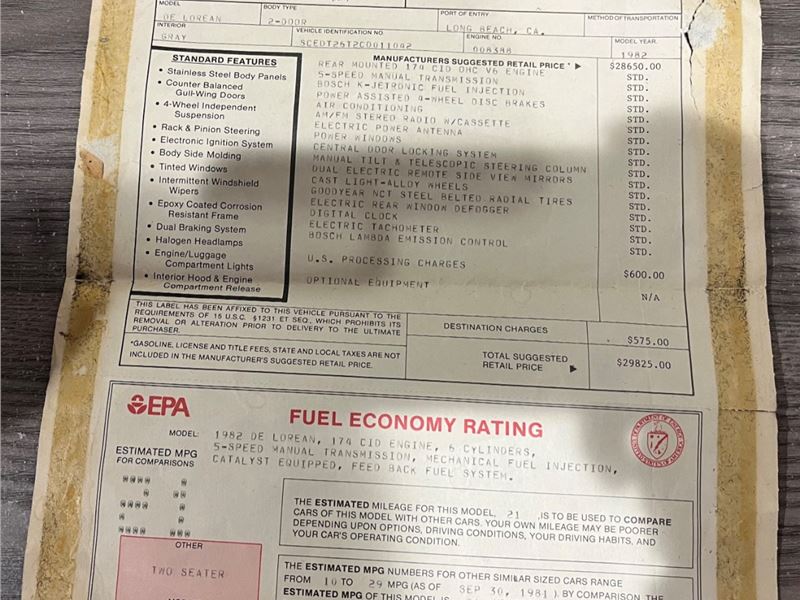 MODEL
BODY TYPE
PORT OF ENTRY
METHOD OF TRANSPORTATION
DE LOREAN
2-DOOR
LONG BEACH, CA.
INTERIOR
VEHICLE IDENTIFICATION NO.
ENGINE NO.
MODEL YEAR.
GRAY
SCEDT26T2CD011042
008388
1982
STANDARD FEATURES
• Stainless Steel Body Panels
• Counter Balanced
Gull-Wing Doors
• 4-Wheel Independent
Suspension
• Rack & Pinion Steering
• Electronic Ignition System
• Body Side Molding
• Tinted Windows
• Intermittent Windshield
Wipers
• Epoxy Coated Corrosion
Resistant Frame
• Dual Braking System
• Halogen Headlamps
• Engine/Luggage
Compartment Lights
• Interior Hood & Engine
Compartment Release
MANUFACTURERS SUGGESTED RETAIL PRICE * ▶ $28650.00
REAR MOUNTED 174 CID OHC V6 ENGINE STD.
5-SPEED MANUAL TRANSMISSION STD.
BOSCH K-JETRONIC FUEL INJECTION STD.
POWER ASSISTED 4-WHEEL DISC BRAKES STD.
AIR CONDITIONING STD.
AM/FM STEREO RADIO W/CASSETTE STD.
ELECTRIC POWER ANTENNA STD.
POWER WINDOWS STD.
CENTRAL DOOR LOCKING SYSTEM STD.
MANUAL TILT & TELESCOPIC STEERING COLUMN STD.
DUAL ELECTRIC REMOTE SIDE VIEW MIRRORS STD.
CAST LIGHT-ALLOY WHEELS STD.
GOODYEAR NCT STEEL BELTED RADIAL TIRES STD.
ELECTRIC REAR WINDOW DEFOGGER STD.
DIGITAL CLOCK STD.
ELECTRIC TACHOMETER STD.
BOSCH LAMBDA EMISSION CONTROL STD.
U.S. PROCESSING CHARGES $600.00
OPTIONAL EQUIPMENT N/A
THIS LABEL HAS BEEN AFFIXED TO THIS VEHICLE PURSUANT TO THE
REQUIREMENTS OF 15 U.S.C. §1231 ET SEQ., WHICH PROHIBITS ITS
REMOVAL OR ALTERATION PRIOR TO DELIVERY TO THE ULTIMATE
PURCHASER.
*GASOLINE, LICENSE AND TITLE FEES, STATE AND LOCAL TAXES ARE NOT
INCLUDED IN THE MANUFACTURER'S SUGGESTED RETAIL PRICE.
DESTINATION CHARGES $575.00
TOTAL SUGGESTED
RETAIL PRICE ▶ $29825.00
EPA
FUEL ECONOMY RATING
MODEL: 1982 DE LOREAN, 174 CID ENGINE, 6 CYLINDERS,
5-SPEED MANUAL TRANSMISSION, MECHANICAL FUEL INJECTION,
CATALYST EQUIPPED, FEED BACK FUEL SYSTEM.
ESTIMATED MPG
FOR COMPARISONS
OTHER
TWO SEATER
THE ESTIMATED MILEAGE FOR THIS MODEL, 21 ,IS TO BE USED TO COMPARE
CARS OF THIS MODEL WITH OTHER CARS. YOUR OWN MILEAGE MAY BE POORER
DEPENDING UPON OPTIONS, DRIVING CONDITIONS, YOUR DRIVING HABITS, AND
YOUR CAR'S OPERATING CONDITION.
THE ESTIMATED MPG NUMBERS FOR OTHER SIMILAR SIZED CARS RANGE
FROM 10 TO 29 MPG (AS OF SEP 30, 1981 ). BY COMPARISON, THE
ESTIMATED MPG OF THIS MODEL IS